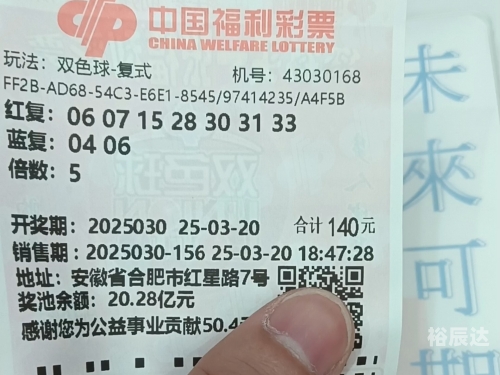 中国福利彩票
CHINA WELFARE LOTTERY
玩法：双色球-复式 机号：43030168
FF2B-AD68-54C3-E6E1-8545/97414235/A4F5B
红复：06 07 15 28 30 31 33
蓝复：04 06
倍数：5
开奖期：2025030 25-03-20 合计140元
销售期：2025030-156 25-03-20 18:47:28
地址：安徽省合肥市红星路7号
奖池余额：20.28亿元
感谢您为公益事业贡献50.4
未來可期
裕辰达